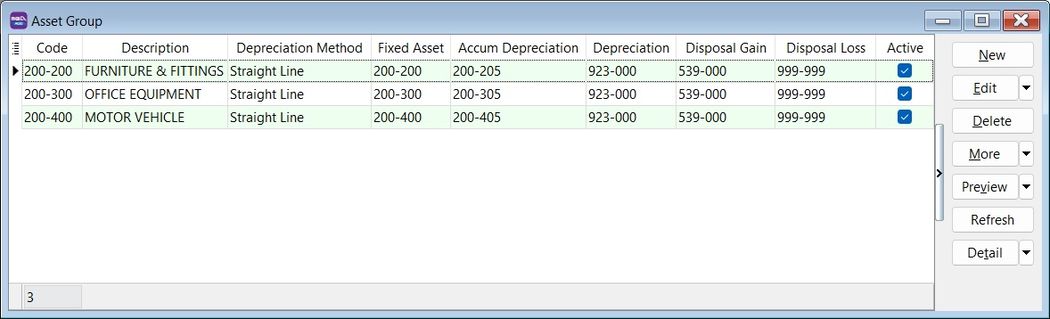 Asset Group
Code Description Depreciation Method Fixed Asset Accum Depreciation Depreciation Disposal Gain Disposal Loss Active
200-200 FURNITURE & FITTINGS Straight Line 200-200 200-205 923-000 539-000 999-999
200-300 OFFICE EQUIPMENT Straight Line 200-300 200-305 923-000 539-000 999-999
200-400 MOTOR VEHICLE Straight Line 200-400 200-405 923-000 539-000 999-999
3
New
Edit
Delete
More
Preview
Refresh
Detail